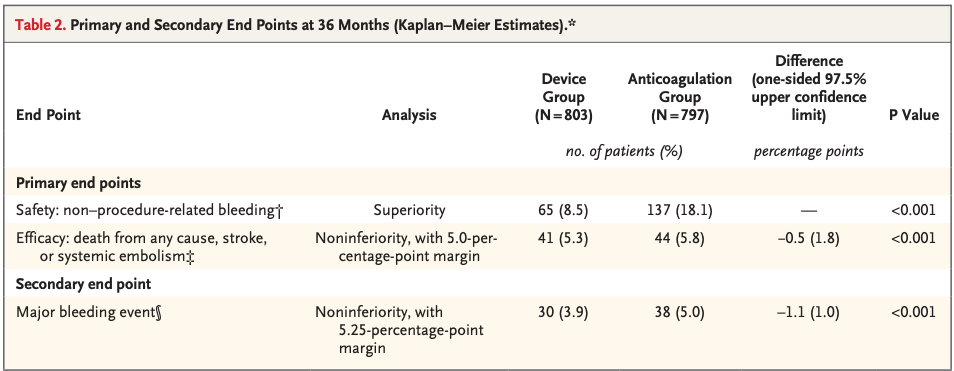 Table 2. Primary and Secondary End Points at 36 Months (Kaplan–Meier Estimates).*
End Point Analysis Device Group (N=803) Anticoagulation Group (N=797) Difference (one-sided 97.5% upper confidence limit) P Value
no. of patients (%) percentage points
Primary end points
Safety: non–procedure-related bleeding† Superiority 65 (8.5) 137 (18.1) — <0.001
Efficacy: death from any cause, stroke, Noninferiority, with 5.0-per- 41 (5.3) 44 (5.8) –0.5 (1.8) <0.001
or systemic embolism‡ centage-point margin
Secondary end point
Major bleeding event§ Noninferiority, with 30 (3.9) 38 (5.0) –1.1 (1.0) <0.001
5.25-percentage-point
margin